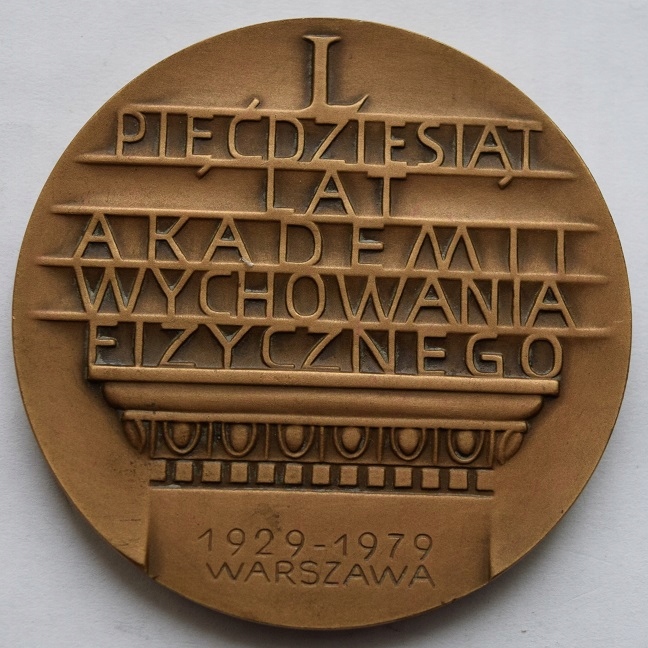 L
PIĘĆDZIESIĄT
LAT
AKADEMII
WYCHOWANIA
FIZYCZNEGO
1929-1979
WARSZAWA